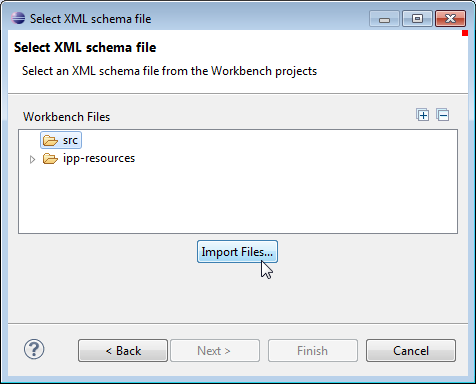 Select XML schema file
Select XML schema file
Select an XML schema file from the Workbench projects
Workbench Files
src
ipp-resources
Import Files...
< Back
Next >
Finish
Cancel